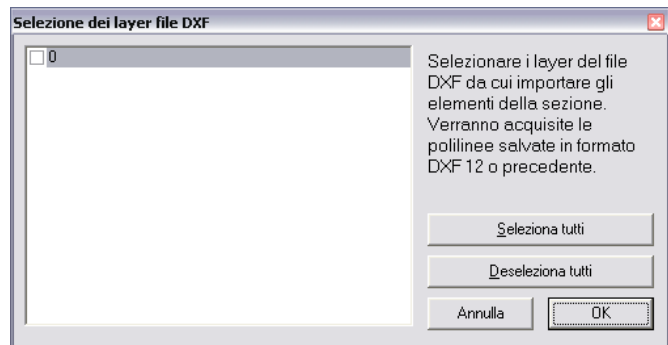 Selezione dei layer file DXF
0
Selezionare i layer del file
DXF da cui importare gli
elementi della sezione.
Verranno acquisite le
polilinee salvate in formato
DXF 12 o precedente.
Seleziona tutti
Deseleziona tutti
Annulla
OK